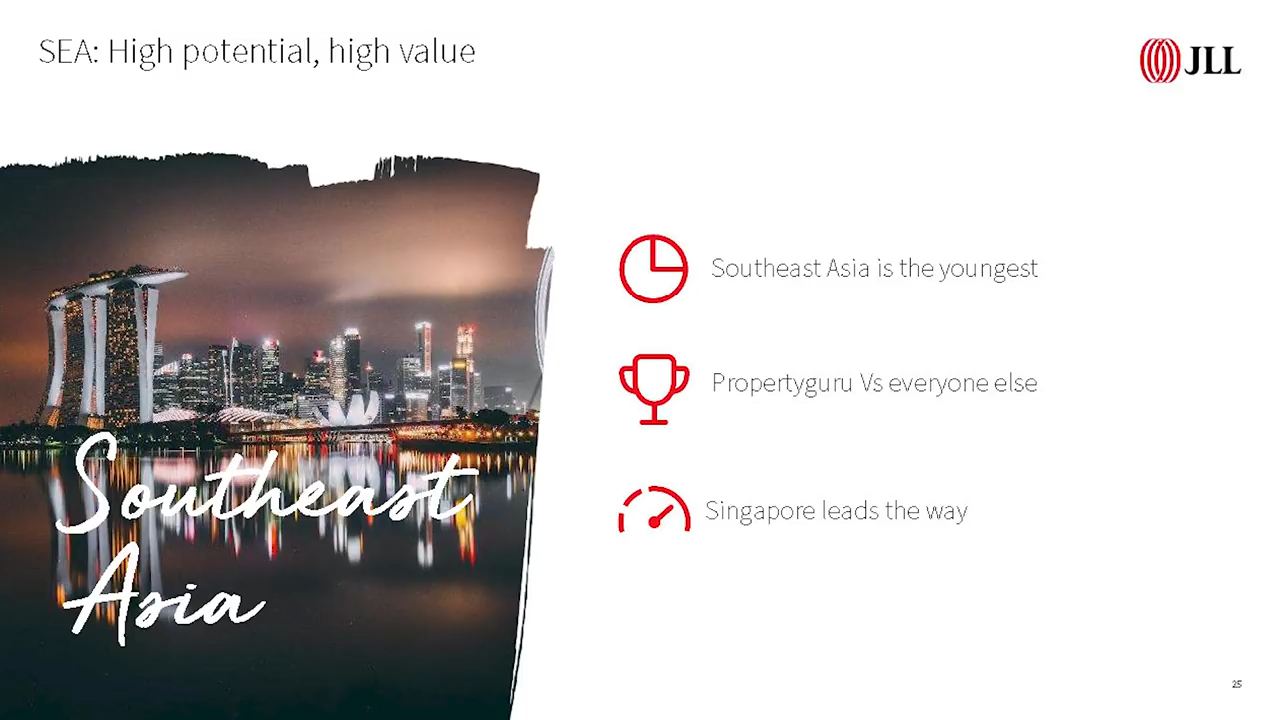 SEA: High potential, high value
JLL
Southeast Asia is the youngest
Propertyguru Vs everyone else
Southeast
Asia
Singapore leads the way
25